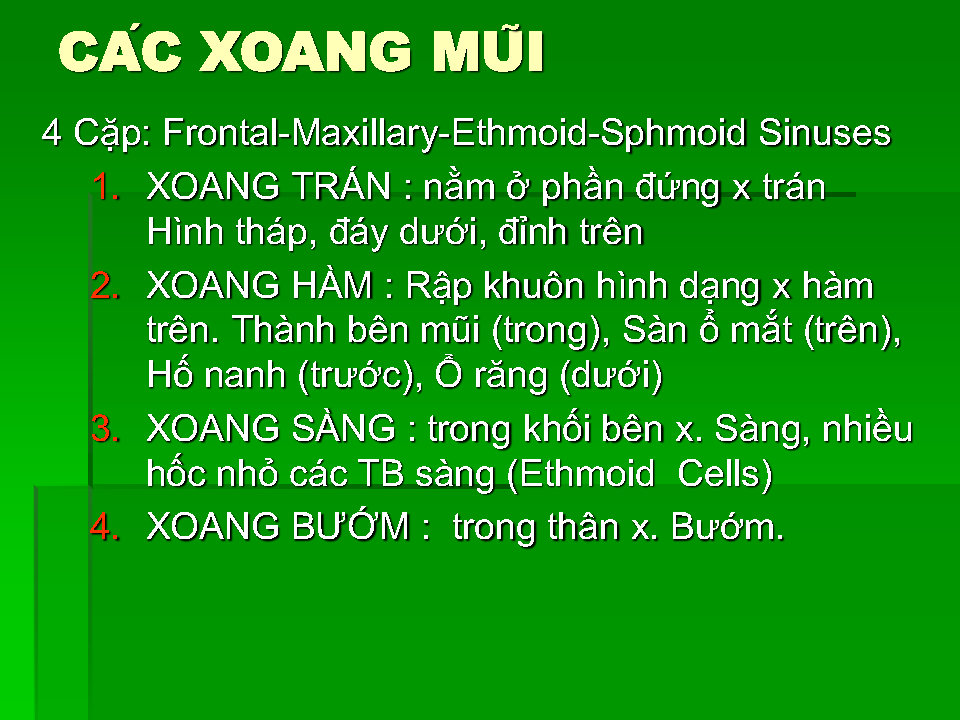 CÁC XOANG MŨI
4 Cặp: Frontal-Maxillary-Ethmoid-Sphmoid Sinuses
1. XOANG TRÁN : nằm ở phần đứng x trán
Hình tháp, đáy dưới, đỉnh trên
2. XOANG HÀM : Rập khuôn hình dạng x hàm
trên. Thành bên mũi (trong), Sàn ổ mắt (trên),
Hố nanh (trước), Ổ răng (dưới)
3. XOANG SÀNG : trong khối bên x. Sàng, nhiều
hốc nhỏ các TB sàng (Ethmoid Cells)
4. XOANG BƯỚM : trong thân x. Bướm.